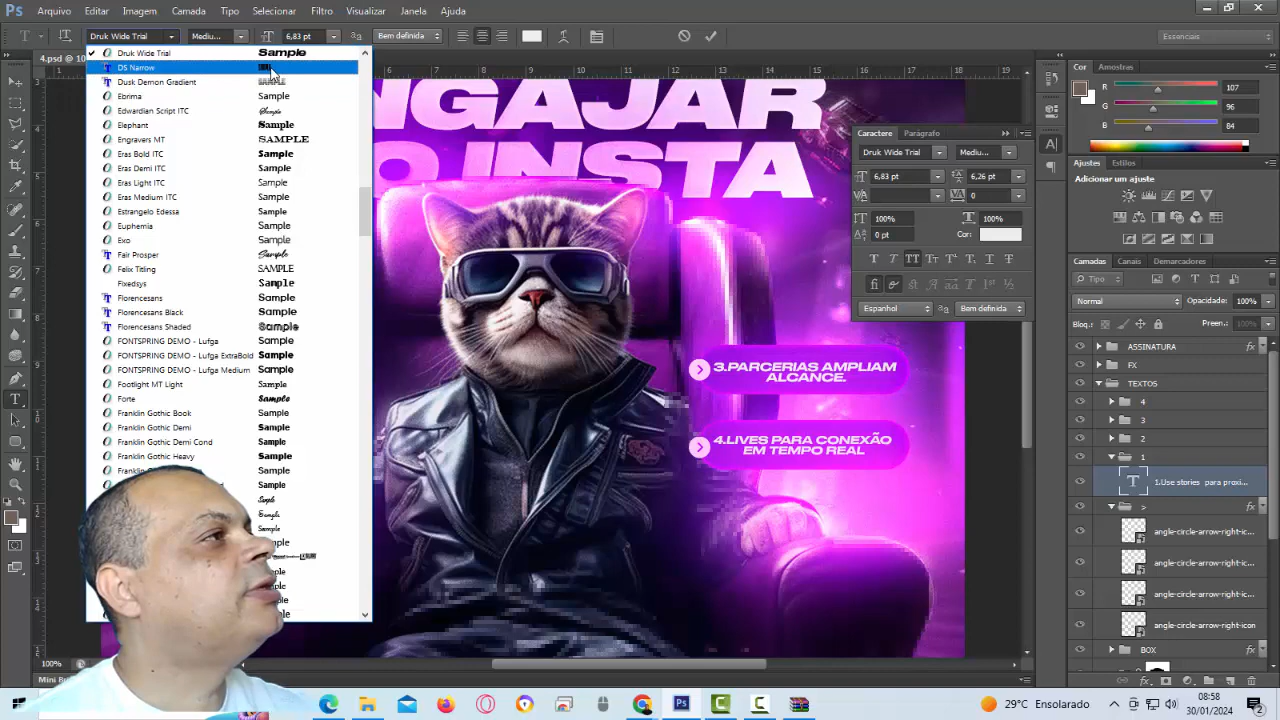 Arquivo Editar Imagem Camada Tipo Selecionar Filtro Visualizar Janela Ajuda
Druk Wide Trial Mediu... 6,83 pt Bem definida Essenciais
Druk Wide Trial Sample
DS Narrow
Dusk Demon Gradient SAMPLE
Ebrima Sample
Edwardian Script ITC Sample
Elephant Sample
Engravers MT SAMPLE
Eras Bold ITC Sample
Eras Demi ITC Sample
Eras Light ITC Sample
Eras Medium ITC Sample
Estrangelo Edessa Sample
Euphemia Sample
Exo Sample
Fair Prosper Sample
Felix Titling SAMPLE
Fixedsys Sample
Florencesans Sample
Florencesans Black Sample
Florencesans Shaded Sample
FONTSPRING DEMO - Lufga Sample
FONTSPRING DEMO - Lufga ExtraBold Sample
FONTSPRING DEMO - Lufga Medium Sample
Footlight MT Light Sample
Forte Sample
Franklin Gothic Book Sample
Franklin Gothic Demi Sample
Franklin Gothic Demi Cond Sample
Franklin Gothic Heavy Sample
Sample
Sample
Sample
Sample
Sample
4.psd @ 10
NGAJAR
O INSTA
3.PARCERIAS AMPLIAM
ALCANCE.
4.LIVES PARA CONEXÃO
EM TEMPO REAL
Caractere Parágrafo
Druk Wide Trial Mediu...
6,83 pt 6,26 pt
0
100% 100%
0 pt Cor:
Bem definida
Cor Amostras
R 107
G 96
B 84
Ajustes Estilos
Adicionar um ajuste
Camadas Canais Demarcadores
Tipo
Normal Opacidade: 100%
Bloq.: Preen.: 100%
ASSINATURA fx
FX
TEXTOS
4
3
2
1
1.Use stories para proxi...
> fx
angle-circle-arrow-right-ic...
angle-circle-arrow-right-ic...
angle-circle-arrow-right-ic...
angle-circle-arrow-right-icon
BOX fx
100%
Mini B
29°C Ensolarado 08:58
30/01/2024